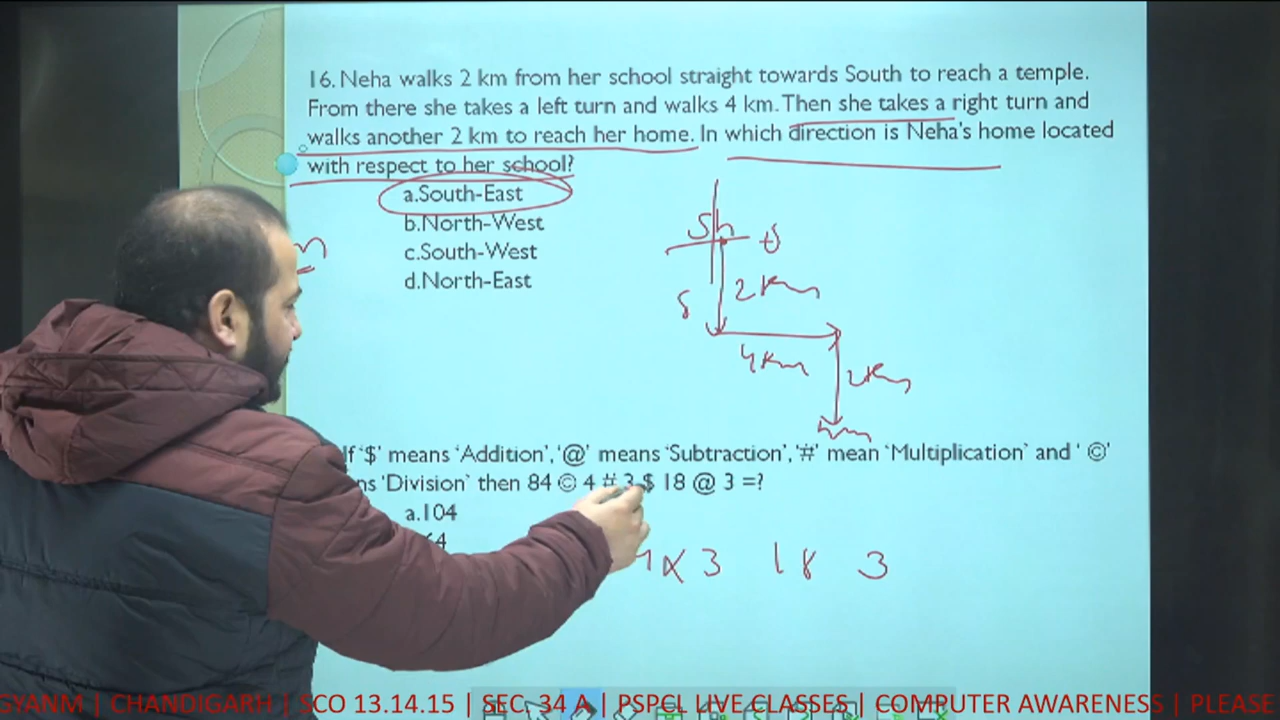 16. Neha walks 2 km from her school straight towards South to reach a temple.
From there she takes a left turn and walks 4 km. Then she takes a right turn and
walks another 2 km to reach her home. In which direction is Neha's home located
with respect to her school?
a.South-East
b.North-West
c.South-West
d.North-East
Sh
2 Km
S
4 Km
2 Km
If '$' means 'Addition', '@' means 'Subtraction', '#' mean 'Multiplication' and ' ©'
ns 'Division' then 84 © 4 # 3 $ 18 @ 3 =?
a.104
64
4 x 3 18 3
GYANM | CHANDIGARH | SCO 13.14.15 | SEC. 34 A | PSPCL LIVE CLASSES | COMPUTER AWARENESS | PLEASE